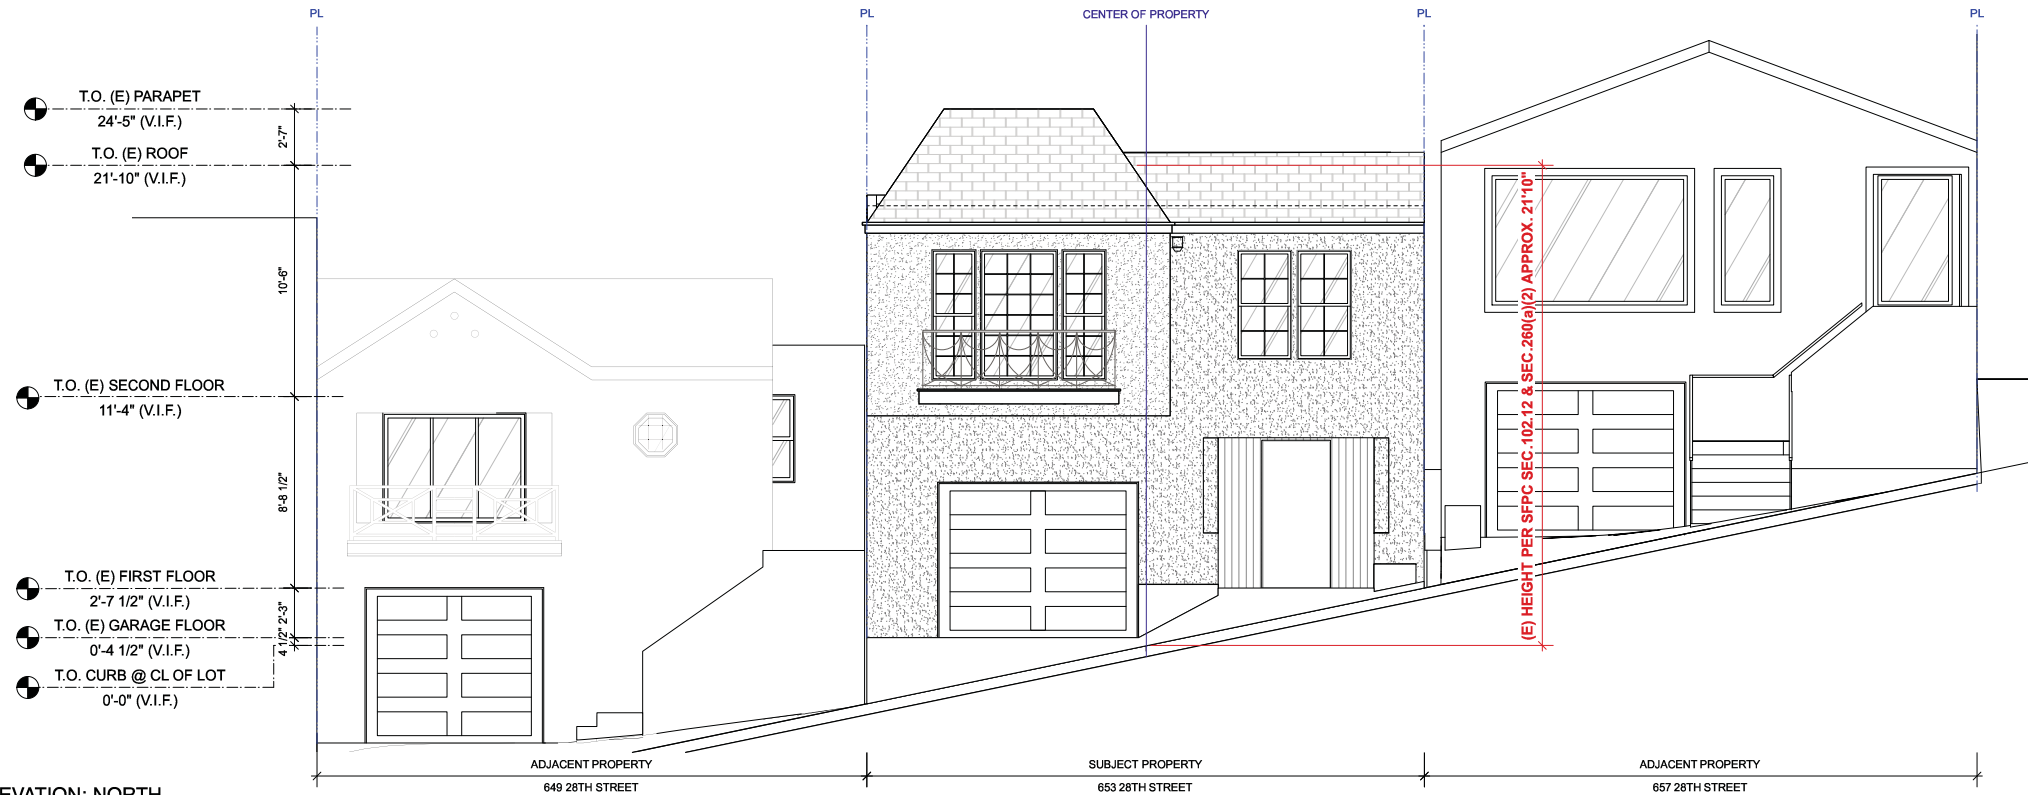 PL
PL
CENTER OF PROPERTY
PL
PL
T.O. (E) PARAPET
24'-5" (V.I.F.)
2'-7"
T.O. (E) ROOF
21'-10" (V.I.F.)
10'-6"
T.O. (E) SECOND FLOOR
11'-4" (V.I.F.)
8'-8 1/2"
T.O. (E) FIRST FLOOR
2'-7 1/2" (V.I.F.)
2'-3"
T.O. (E) GARAGE FLOOR
0'-4 1/2" (V.I.F.)
4 1/2"
T.O. CURB @ CL OF LOT
0'-0" (V.I.F.)
(E) HEIGHT PER SFPC SEC.102.12 & SEC.260(a)(2) APPROX. 21'10"
ADJACENT PROPERTY
649 28TH STREET
SUBJECT PROPERTY
653 28TH STREET
ADJACENT PROPERTY
657 28TH STREET
EVATION: NORTH